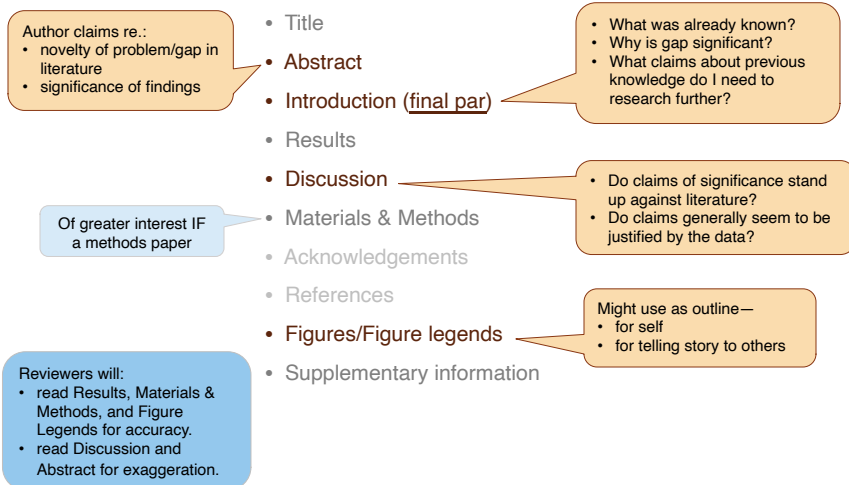 Author claims re.:
• novelty of problem/gap in
literature
• significance of findings
• Title
• Abstract
• Introduction (final par)
• Results
• Discussion
• Materials & Methods
• Acknowledgements
• References
• Figures/Figure legends
• Supplementary information
• What was already known?
• Why is gap significant?
• What claims about previous
knowledge do I need to
research further?
• Do claims of significance stand
up against literature?
• Do claims generally seem to be
justified by the data?
Of greater interest IF
a methods paper
Might use as outline—
• for self
• for telling story to others
Reviewers will:
• read Results, Materials &
Methods, and Figure
Legends for accuracy.
• read Discussion and
Abstract for exaggeration.